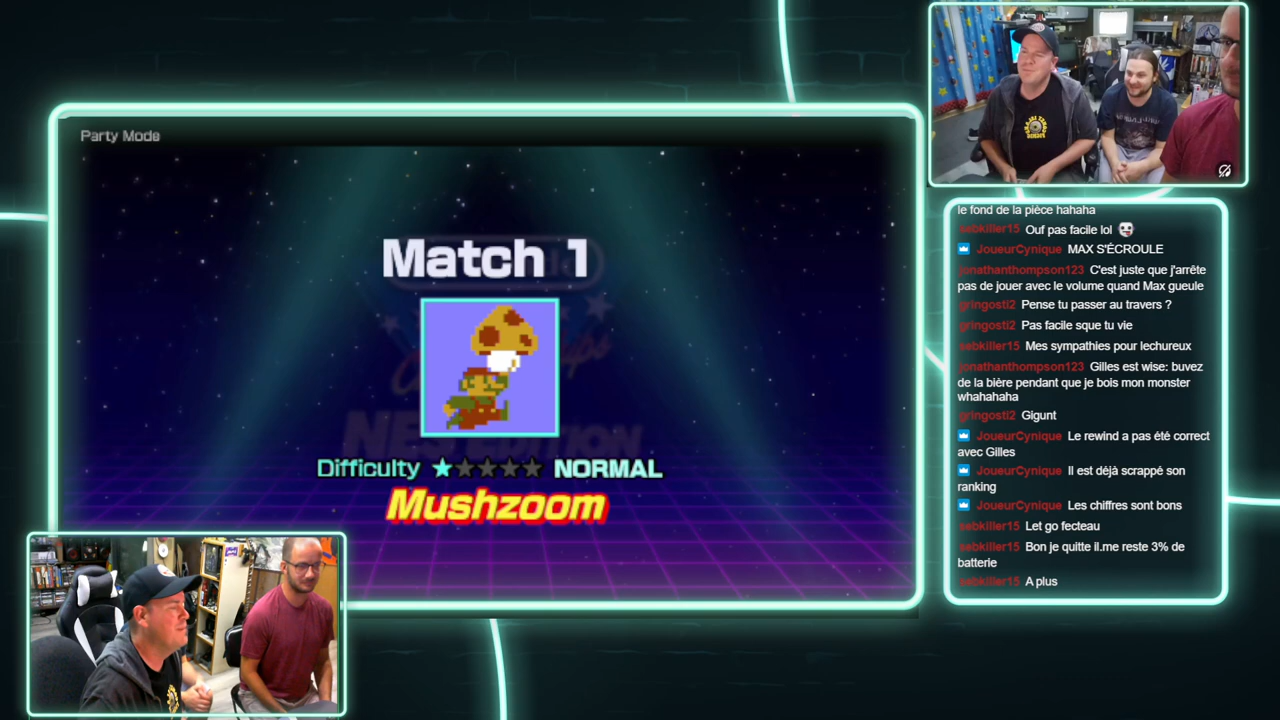 Party Mode
Match 1
Difficulty ★★★★★ NORMAL
Mushzoom
le fond de la pièce hahaha
sebkiller15 Ouf pas facile lol
JoueurCynique MAX S'ÉCROULE
jonathanthompson123 C'est juste que j'arrête
pas de jouer avec le volume quand Max gueule
gringosti2 Pense tu passer au travers ?
gringosti2 Pas facile sque tu vie
sebkiller15 Mes sympathies pour lechureux
jonathanthompson123 Gilles est wise: buvez
de la bière pendant que je bois mon monster
whahahaha
gringosti2 Gigunt
JoueurCynique Le rewind a pas été correct
avec Gilles
JoueurCynique Il est déjà scrappé son
ranking
JoueurCynique Les chiffres sont bons
sebkiller15 Let go fecteau
sebkiller15 Bon je quitte il.me reste 3% de
batterie
sebkiller15 A plus